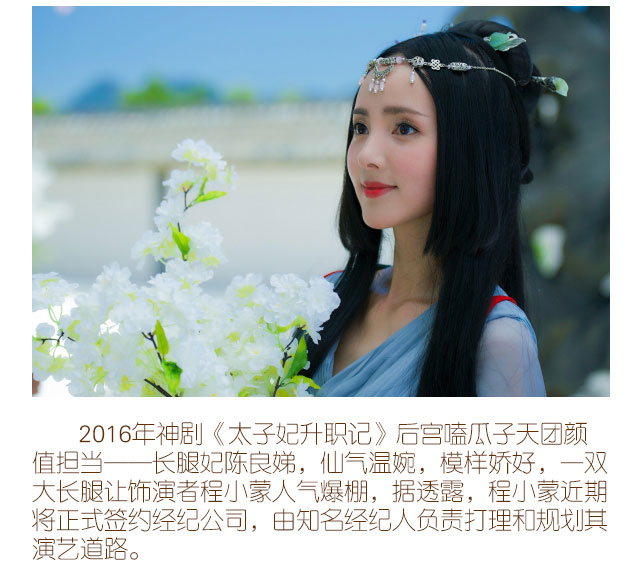 2016年神剧《太子妃升职记》后宫嗑瓜子天团颜
值担当——长腿妃陈良娣，仙气温婉，模样娇好，一双
大长腿让饰演者程小蒙人气爆棚，据透露，程小蒙近期
将正式签约经纪公司，由知名经纪人负责打理和规划其
演艺道路。